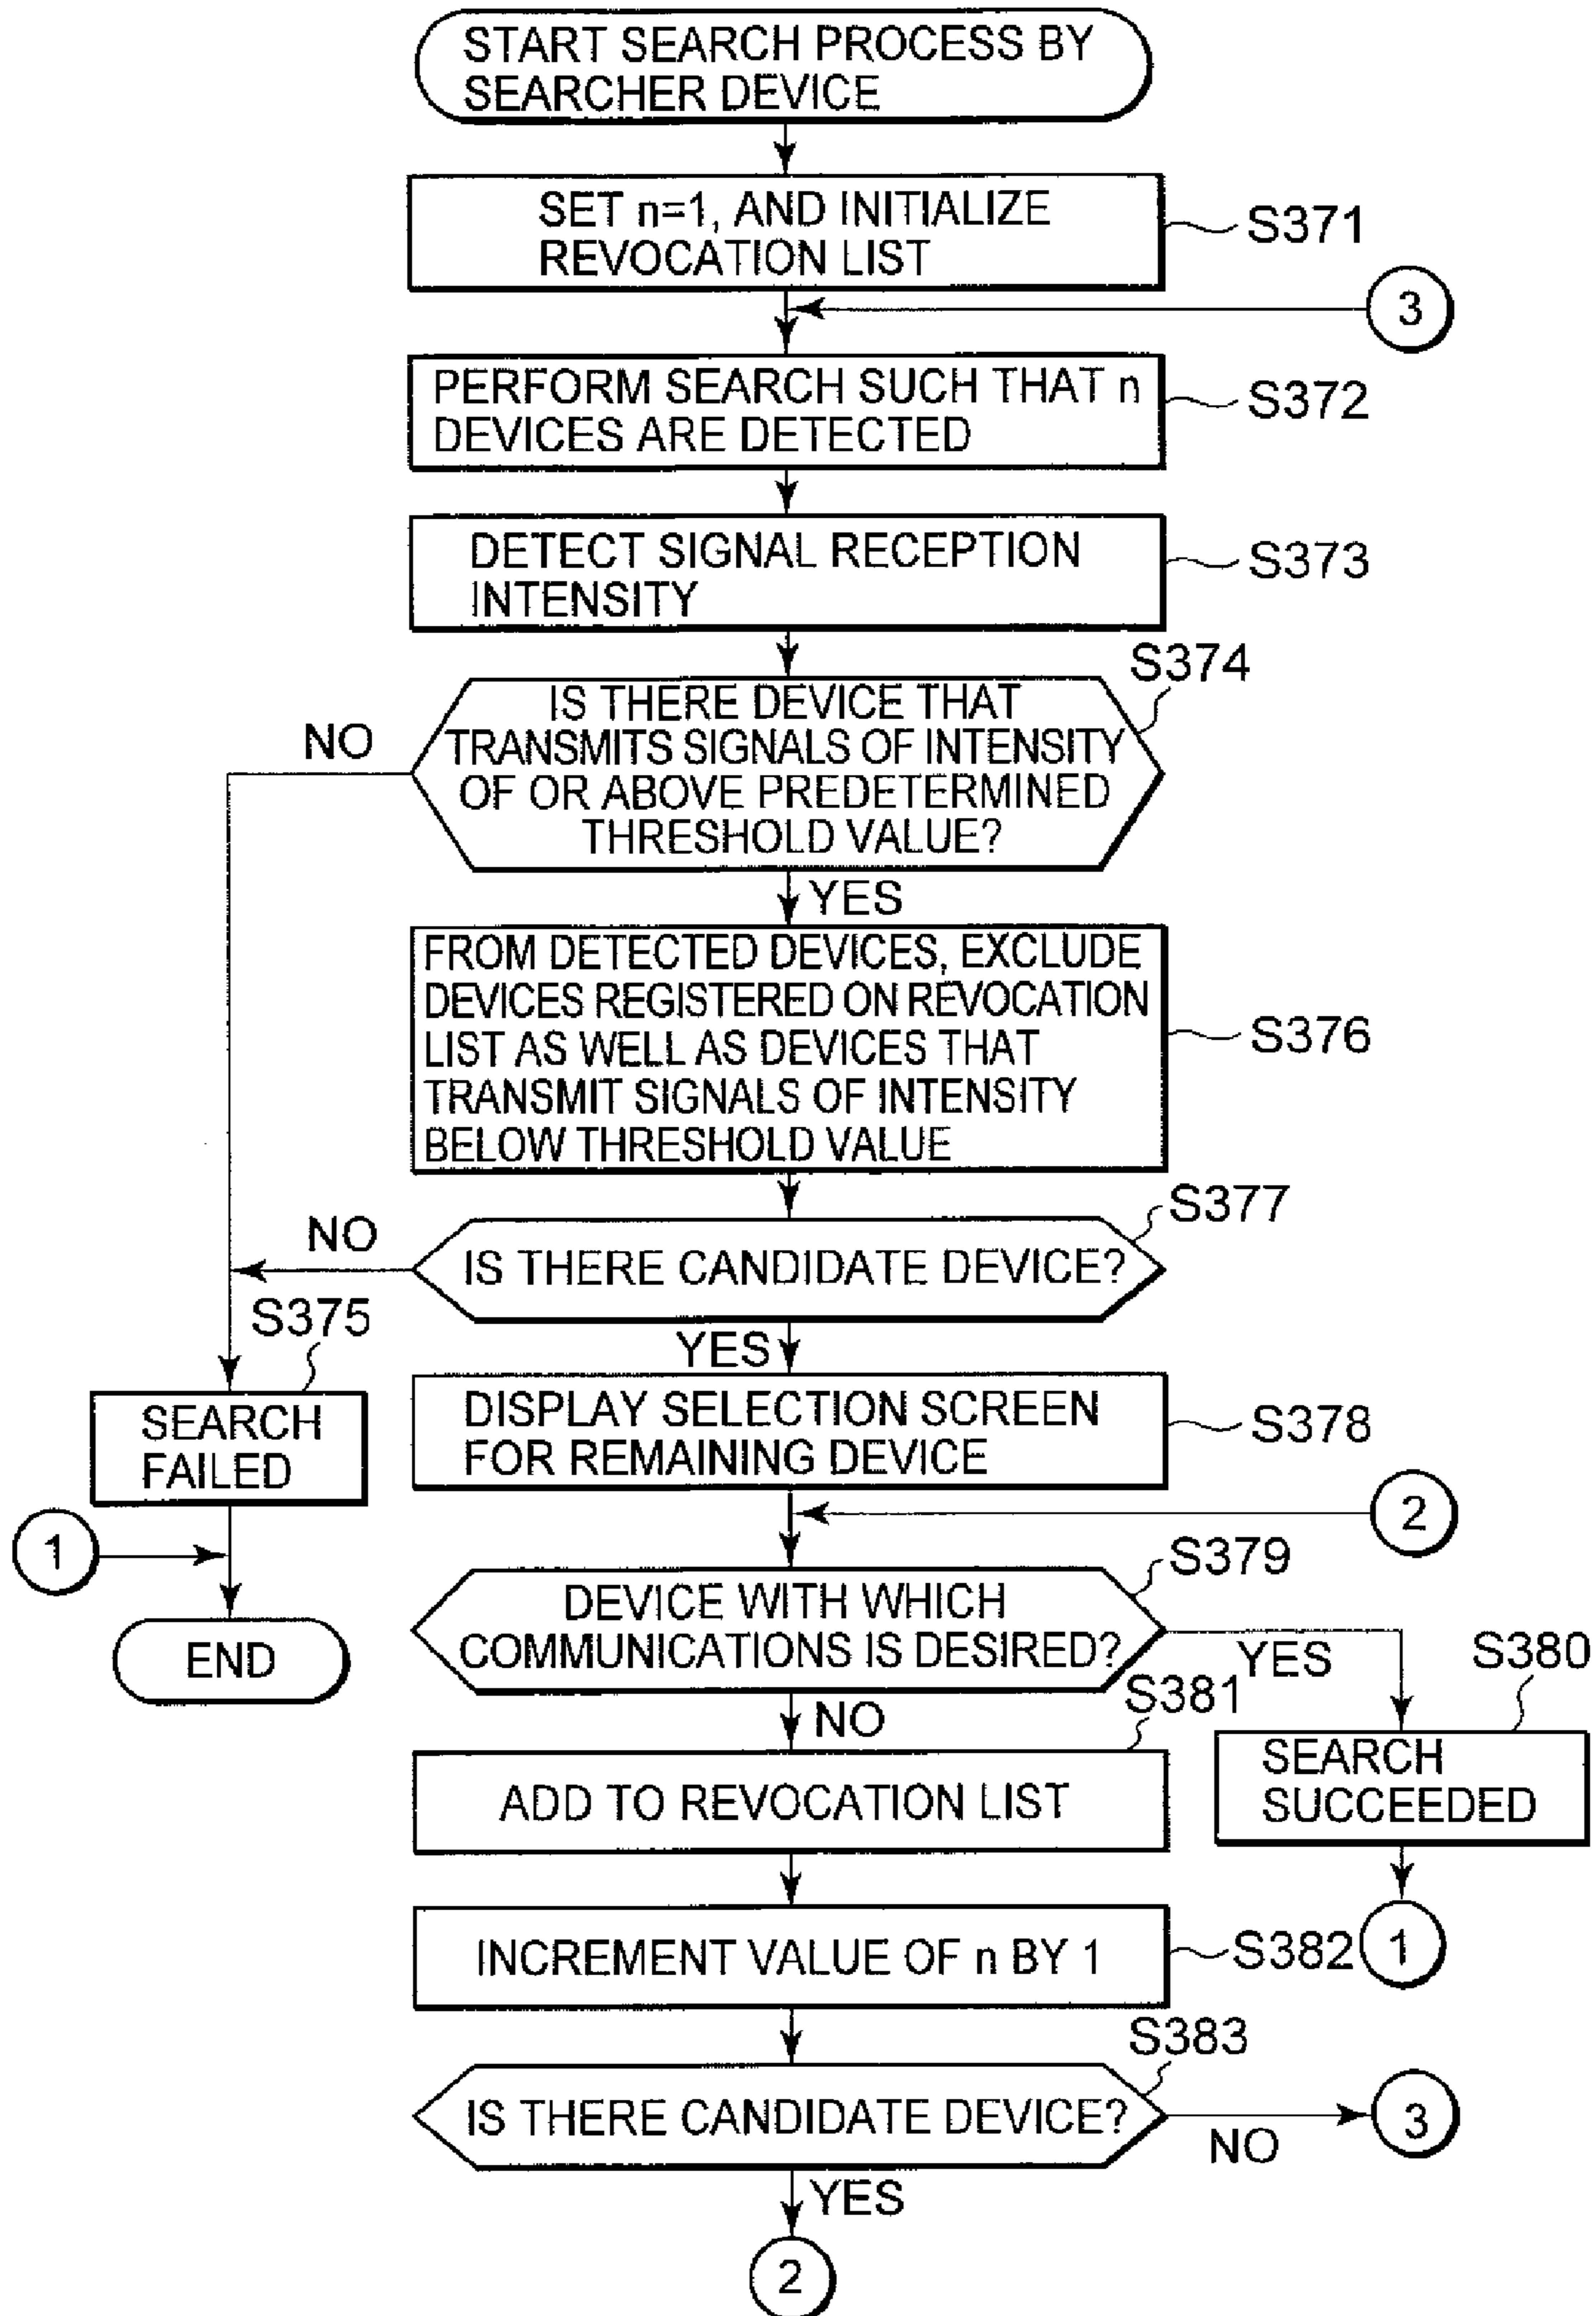 START SEARCH PROCESS BY
SEARCHER DEVICE
SET n=1, AND INITIALIZE
REVOCATION LIST
S371
3
PERFORM SEARCH SUCH THAT n
DEVICES ARE DETECTED
S372
DETECT SIGNAL RECEPTION
INTENSITY
S373
S374
IS THERE DEVICE THAT
TRANSMITS SIGNALS OF INTENSITY
OF OR ABOVE PREDETERMINED
THRESHOLD VALUE?
NO
YES
FROM DETECTED DEVICES, EXCLUDE
DEVICES REGISTERED ON REVOCATION
LIST AS WELL AS DEVICES THAT
TRANSMIT SIGNALS OF INTENSITY
BELOW THRESHOLD VALUE
S376
S377
NO
IS THERE CANDIDATE DEVICE?
S375
YES
SEARCH
FAILED
DISPLAY SELECTION SCREEN
FOR REMAINING DEVICE
S378
2
1
S379
DEVICE WITH WHICH
COMMUNICATIONS IS DESIRED?
END
YES
S380
S381
NO
SEARCH
SUCCEEDED
ADD TO REVOCATION LIST
INCREMENT VALUE OF n BY 1
S382
1
S383
IS THERE CANDIDATE DEVICE?
3
NO
YES
2